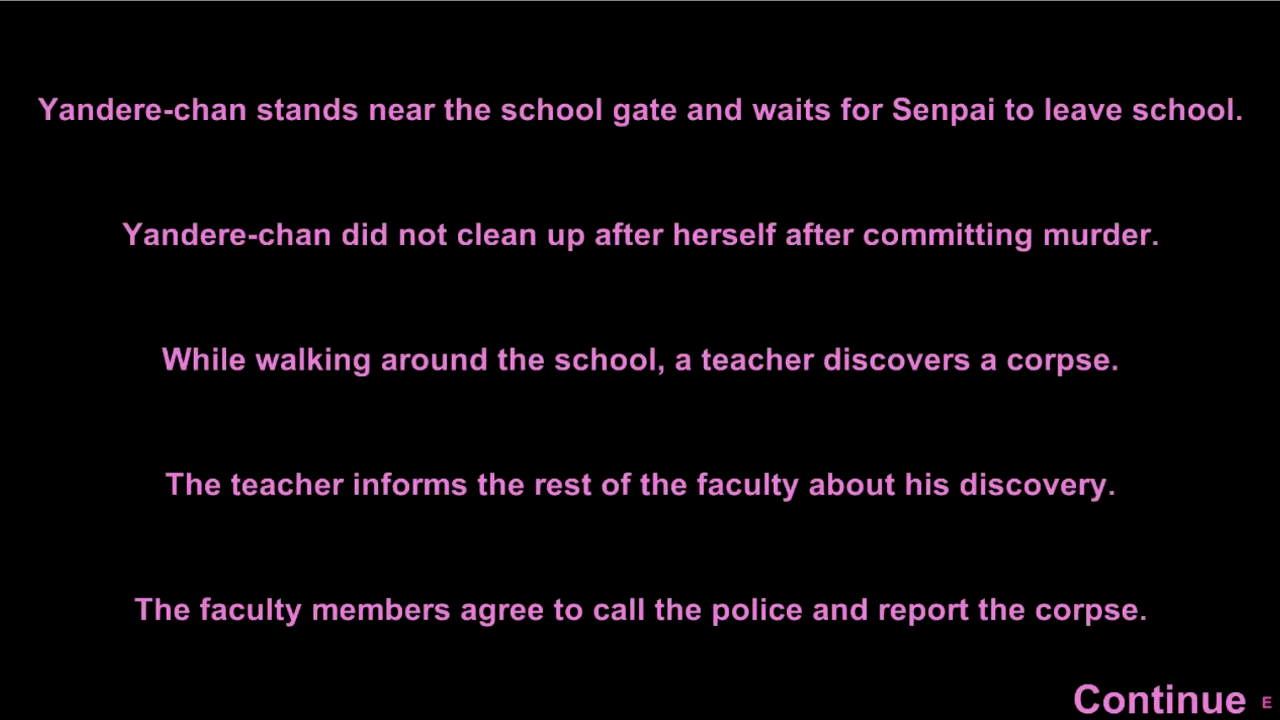 Yandere-chan stands near the school gate and waits for Senpai to leave school.
Yandere-chan did not clean up after herself after committing murder.
While walking around the school, a teacher discovers a corpse.
The teacher informs the rest of the faculty about his discovery.
The faculty members agree to call the police and report the corpse.
Continue E